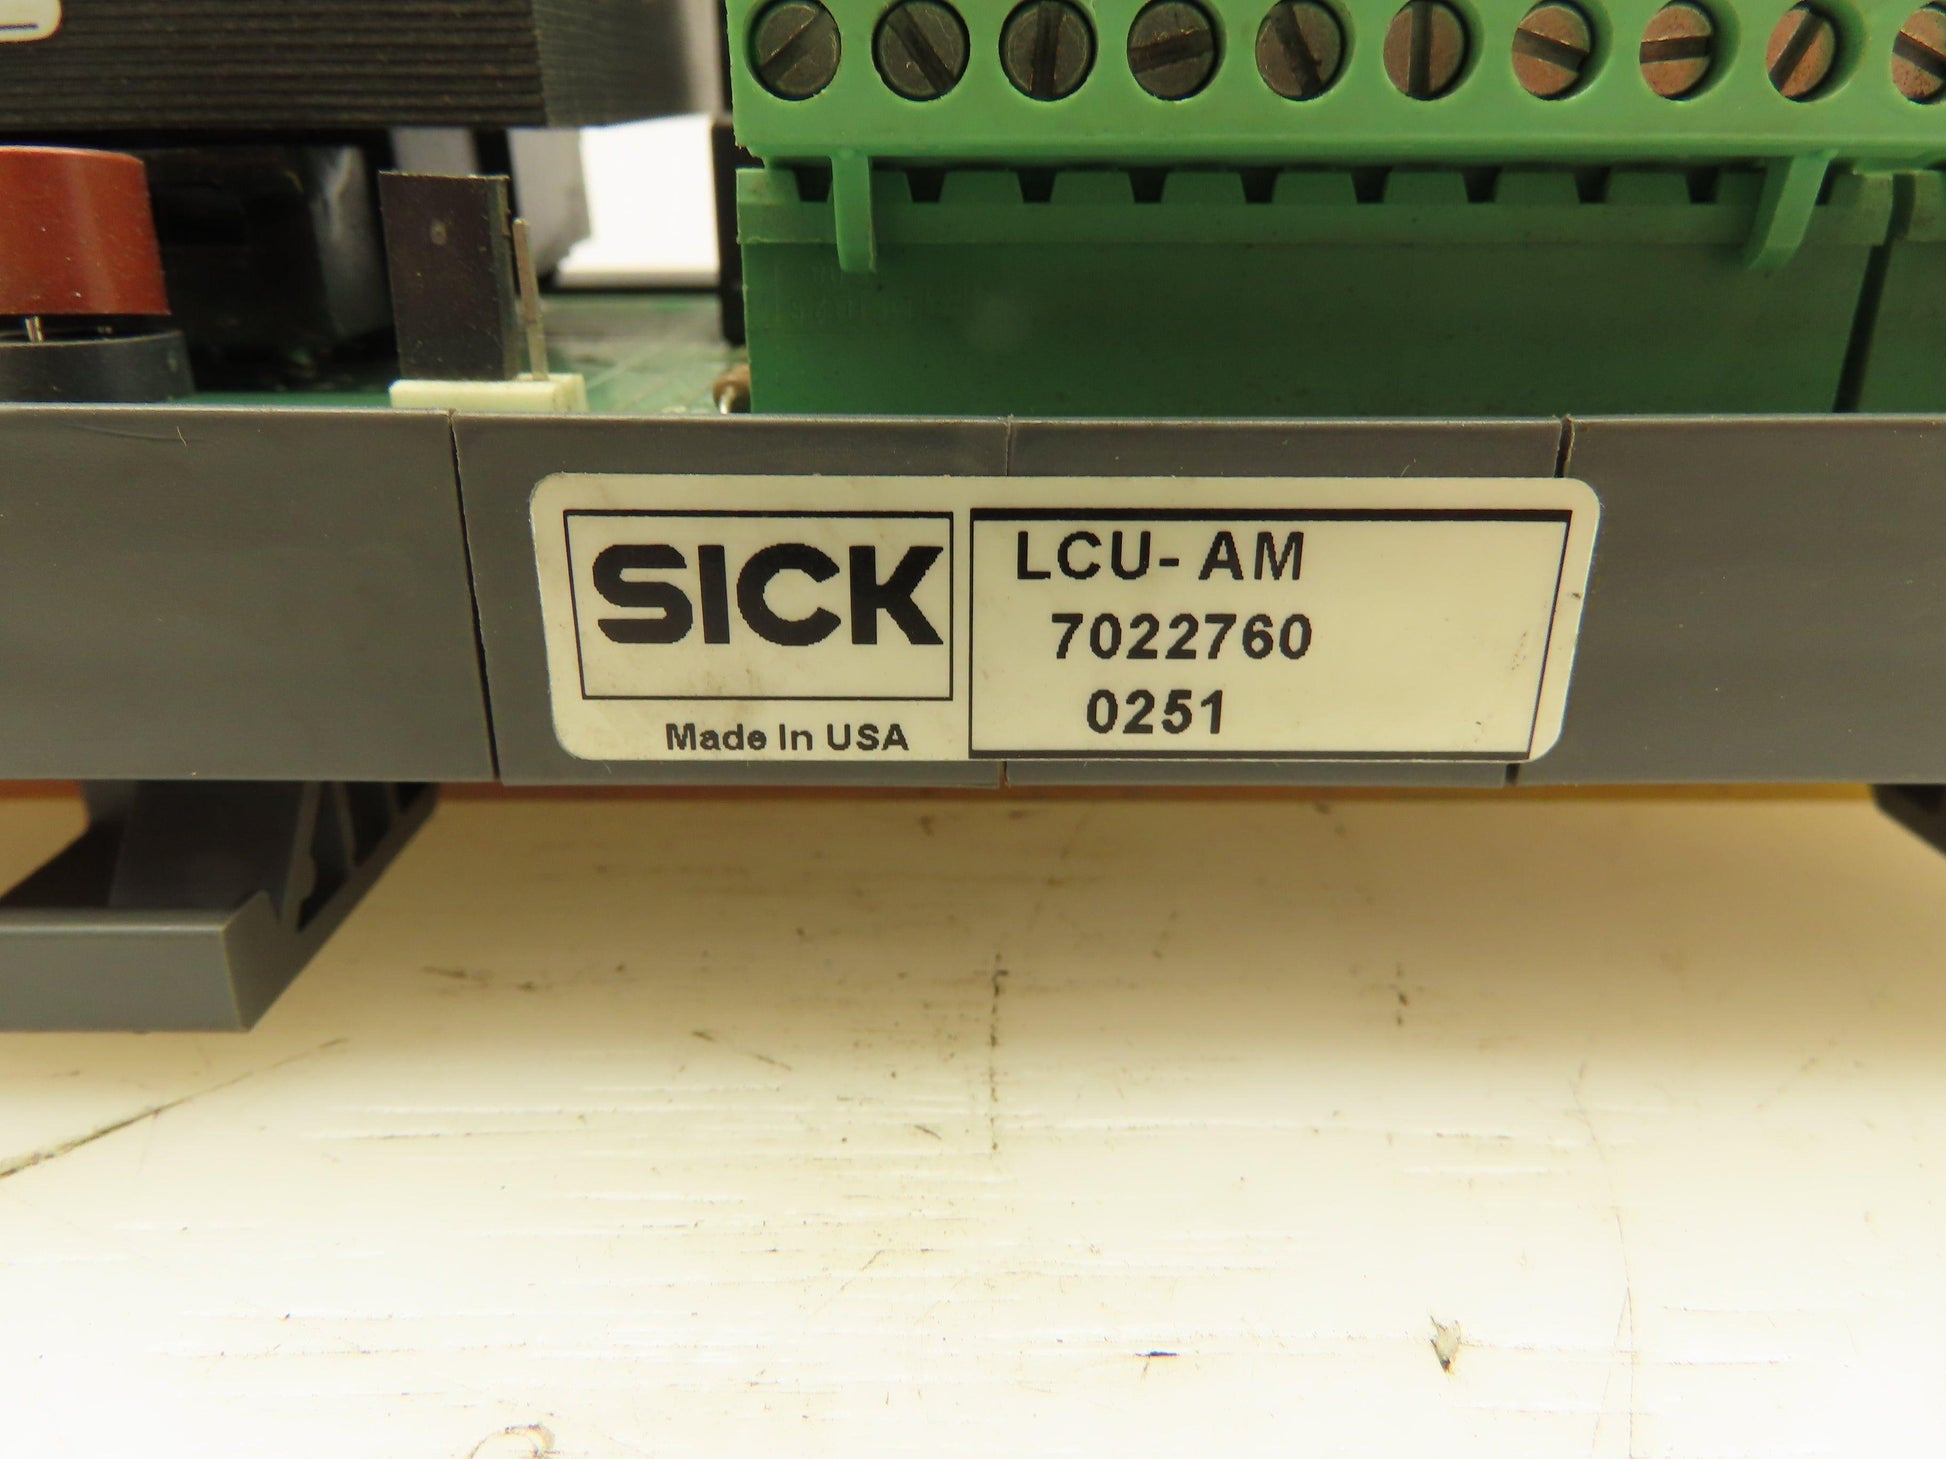 SICK
Made In USA
LCU- AM
7022760
0251